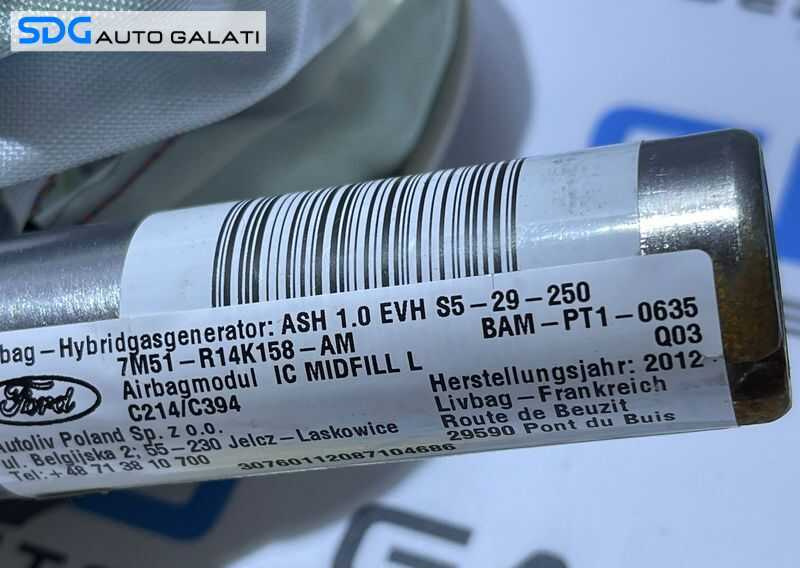 SDG AUTO GALATI
bag-Hybridgasgenerator: ASH 1.0 EVH S5-29-250
7M51-R14K158-AM BAM-PT1-0635
Airbagmodul IC MIDFILL L Q03
Ford C214/C394 Herstellungsjahr: 2012
Autoliv Poland Sp. z o.o. Livbag-Frankreich
ul. Belgijska 2; 55-230 Jelcz-Laskowice Route de Beuzit
Tel: +48 71 38 10 700 30760112087104686 29590 Pont du Buis